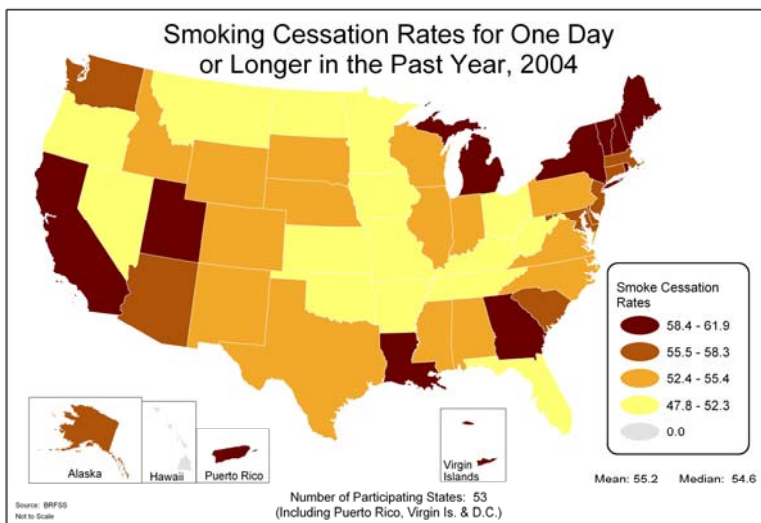 Smoking Cessation Rates for One Day
or Longer in the Past Year, 2004
Smoke Cessation
Rates
58.4 - 61.9
55.5 - 58.3
52.4 - 55.4
47.8 - 52.3
0.0
Alaska
Hawaii
Puerto Rico
Virgin
Islands
Mean: 55.2 Median: 54.6
Number of Participating States: 53
(Including Puerto Rico, Virgin Is. & D.C.)
Source: BRFSS
Not to Scale